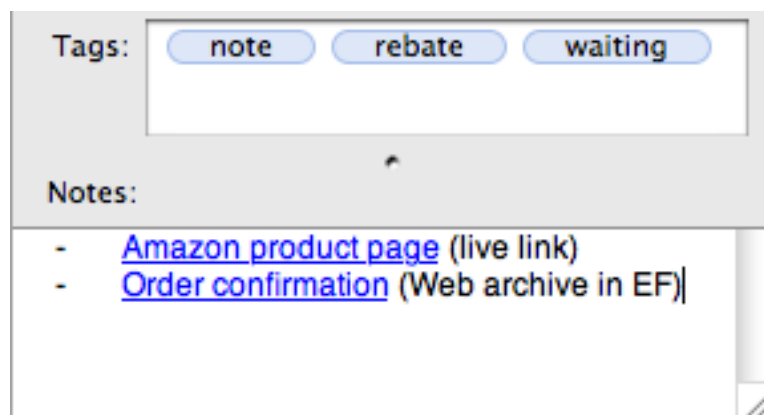 Tags: note rebate waiting
Notes:
- Amazon product page (live link)
- Order confirmation (Web archive in EF)